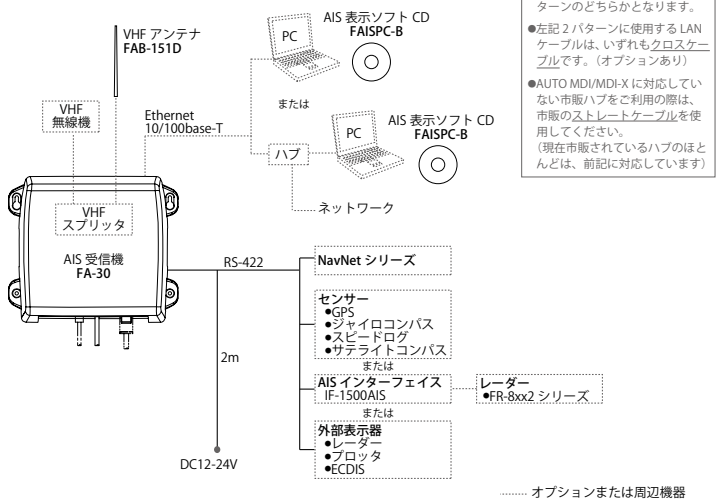 VHF アンテナ
FAB-151D
VHF
無線機
Ethernet
10/100base-T
PC
AIS 表示ソフト CD
FAISPC-B
または
PC
AIS 表示ソフト CD
FAISPC-B
ハブ
ネットワーク
VHF
スプリッタ
AIS 受信機
FA-30
RS-422
2m
DC12-24V
NavNet シリーズ
センサー
●GPS
●ジャイロコンパス
●スピードログ
●サテライトコンパス
または
AIS インターフェイス
IF-1500AIS
レーダー
●FR-8xx2 シリーズ
または
外部表示器
●レーダー
●プロッタ
●ECDIS
ターンのどちらかとなります。
●左記 2 パターンに使用する LAN
ケーブルは、いずれもクロスケー
ブルです。（オプションあり）
●AUTO MDI/MDI-X に対応してい
ない市販ハブをご利用の際は、
市販のストレートケーブルを使
用してください。
（現在市販されているハブのほと
んどは、前記に対応しています）
オプションまたは周辺機器